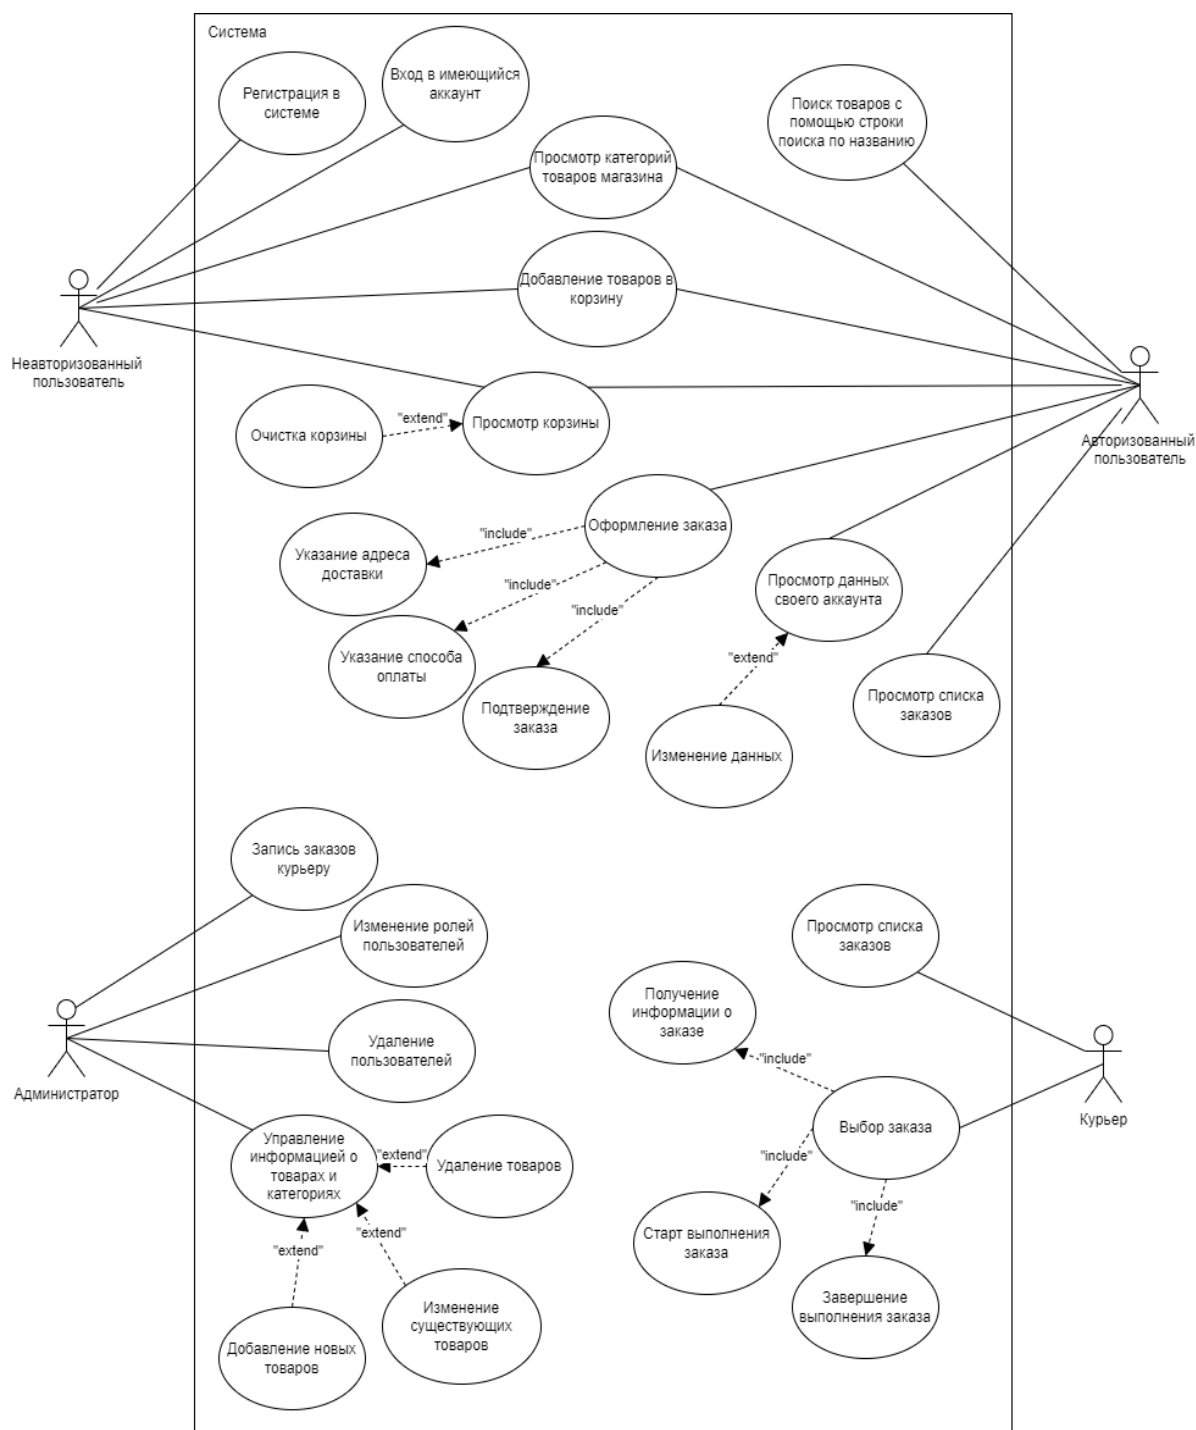 Система
Вход в имеющийся
аккаунт
Регистрация в
системе
Поиск товаров с
помощью строки
поиска по названию
Просмотр категорий
товаров магазина
Добавление товаров в
корзину
Неавторизованный
пользователь
Просмотр корзины
"extend"
Очистка корзины
Авторизованный
пользователь
Оформление заказа
"include"
Указание адреса
доставки
"include"
"include"
Просмотр данных
своего аккаунта
Указание способа
оплаты
"extend"
Подтверждение
заказа
Просмотр списка
заказов
Изменение данных
Запись заказов
курьеру
Изменение ролей
пользователей
Просмотр списка
заказов
Получение
информации о
заказе
Удаление
пользователей
"include"
Администратор
Курьер
Выбор заказа
Управление
информацией о
товарах и
категориях
"extend"
Удаление товаров
"include"
"include"
"extend"
"extend"
Старт выполнения
заказа
Завершение
выполнения заказа
Изменение
существующих
товаров
Добавление новых
товаров